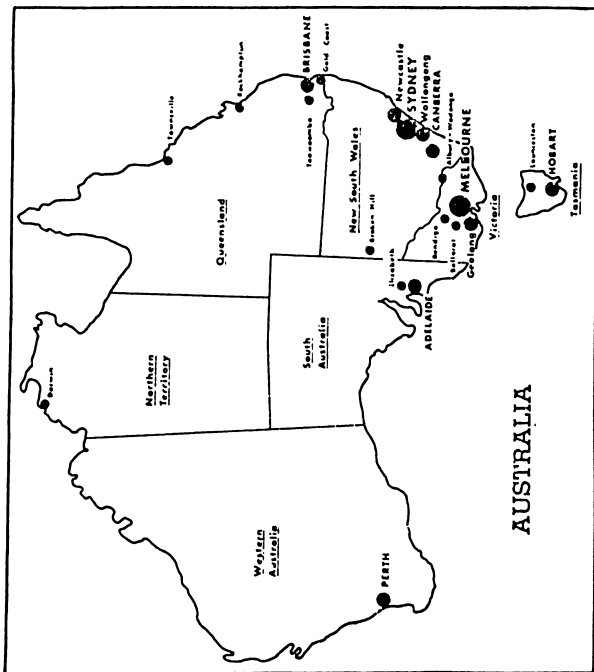 Darwin
Townsville
Northern
Territory
Rockhampton
Queensland
Western
Australia
BRISBANE
Gold Coast
Toowoomba
South
Australia
New South Wales
Broken Hill
Newcastle
SYDNEY
Wollongong
CANBERRA
PERTH
Elizabeth
ADELAIDE
Albury-Wodonga
Bendigo
Ballarat
Geelong
MELBOURNE
Victoria
Launceston
HOBART
Tasmania
AUSTRALIA